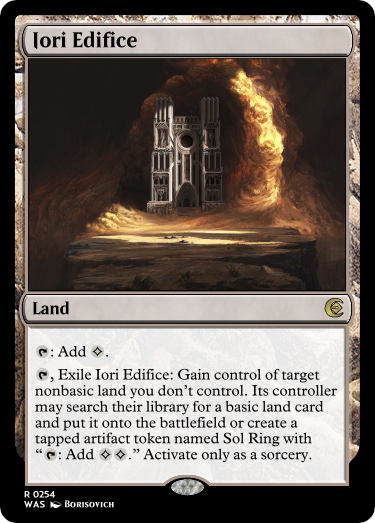 Iori Edifice
Land
: Add .
, Exile Iori Edifice: Gain control of target
nonbasic land you don't control. Its controller
may search their library for a basic land card
and put it onto the battlefield or create a
tapped artifact token named Sol Ring with
“: Add .” Activate only as a sorcery.
R 0254
WAS Borisovich